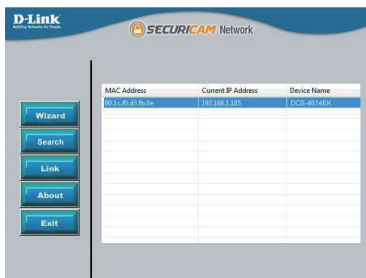 D-Link
Building Networks for People
SECURICAM Network
MAC Address Current IP Address Device Name
00.1c.f0.d3.fb.0e 192.168.1.185 DCS-4614EK
Wizard
Search
Link
About
Exit